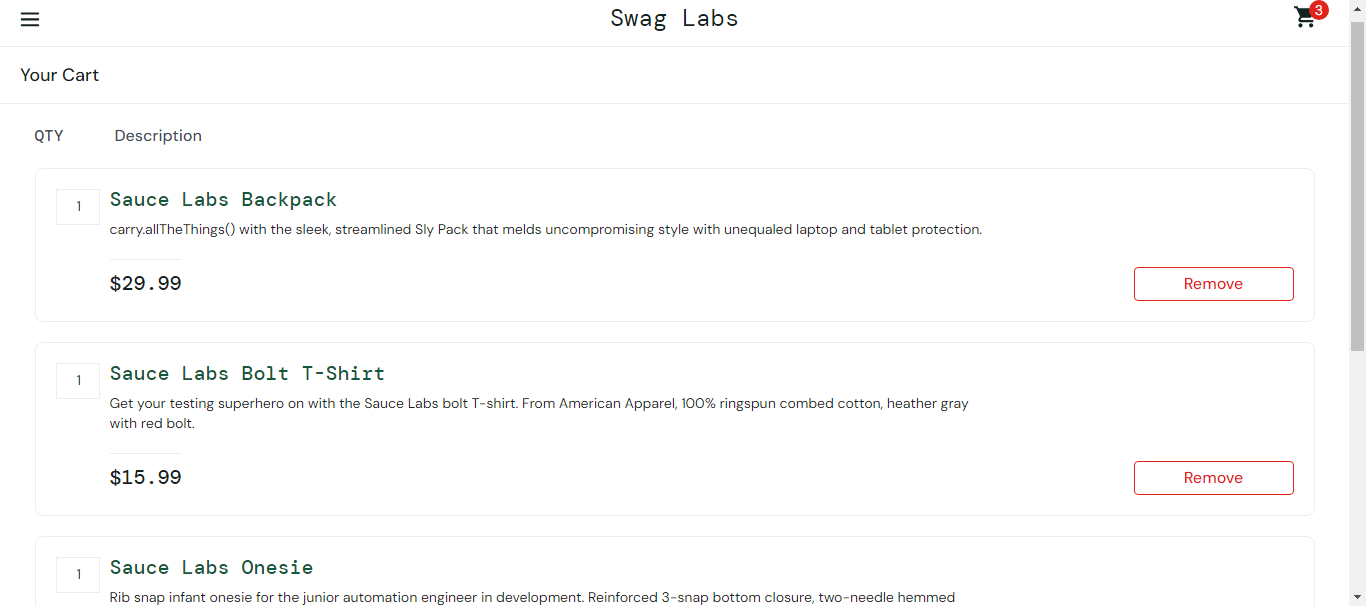 Swag Labs
3
Your Cart
QTY Description
1
Sauce Labs Backpack
carry.allTheThings() with the sleek, streamlined Sly Pack that melds uncompromising style with unequaled laptop and tablet protection.
$29.99
Remove
1
Sauce Labs Bolt T-Shirt
Get your testing superhero on with the Sauce Labs bolt T-shirt. From American Apparel, 100% ringspun combed cotton, heather gray
with red bolt.
$15.99
Remove
1
Sauce Labs Onesie
Rib snap infant onesie for the junior automation engineer in development. Reinforced 3-snap bottom closure, two-needle hemmed